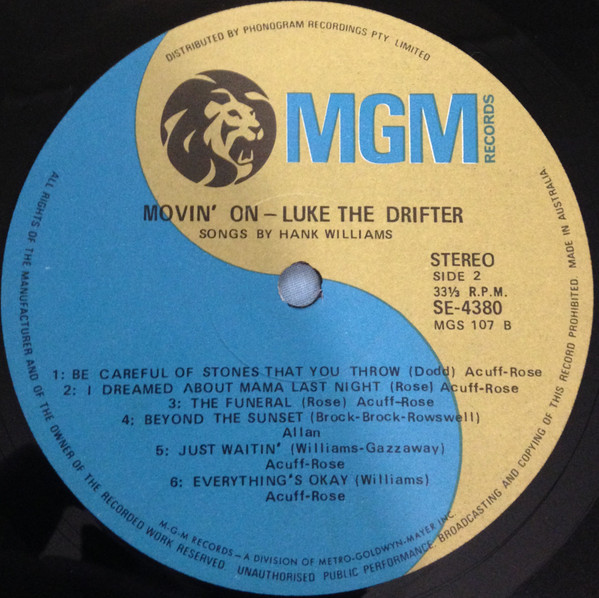 DISTRIBUTED BY PHONOGRAM RECORDINGS PTY. LIMITED
MGM
RECORDS
MOVIN' ON – LUKE THE DRIFTER
SONGS BY HANK WILLIAMS
STEREO
SIDE 2
33⅓ R.P.M.
SE-4380
MGS 107 B
1: BE CAREFUL OF STONES THAT YOU THROW (Dodd) Acuff-Rose
2: I DREAMED ABOUT MAMA LAST NIGHT (Rose) Acuff-Rose
3: THE FUNERAL (Rose) Acuff-Rose
4: BEYOND THE SUNSET (Brock-Brock-Rowswell)
Allan
5: JUST WAITIN' (Williams-Gazzaway)
Acuff-Rose
6: EVERYTHING'S OKAY (Williams)
Acuff-Rose
M-G-M RECORDS – A DIVISION OF METRO-GOLDWYN-MAYER INC.
ALL RIGHTS OF THE MANUFACTURER AND OF THE OWNER OF THE RECORDED WORK RESERVED. UNAUTHORISED PUBLIC PERFORMANCE, BROADCASTING AND COPYING OF THIS RECORD PROHIBITED. MADE IN AUSTRALIA.